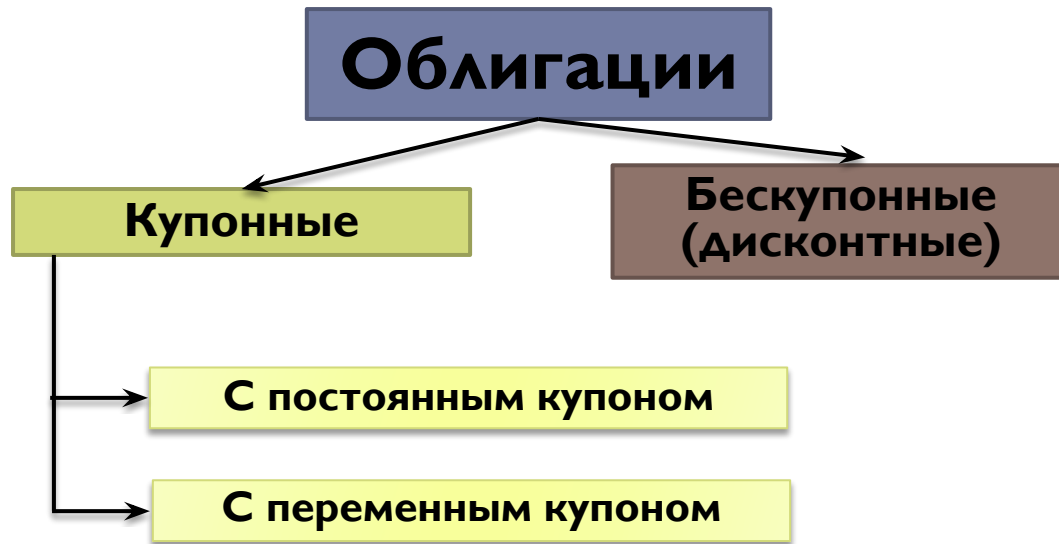 Облигации
Купонные
Бескупонные
(дисконтные)
С постоянным купоном
С переменным купоном